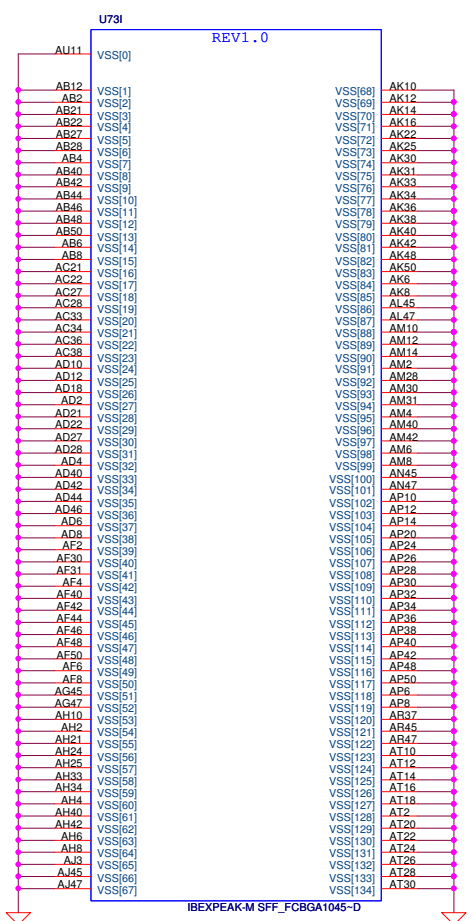 U73I
REV1.0
AU11 VSS[0]
AB12 VSS[1] VSS[68] AK10
AB2 VSS[2] VSS[69] AK12
AB21 VSS[3] VSS[70] AK14
AB22 VSS[4] VSS[71] AK16
AB27 VSS[5] VSS[72] AK22
AB28 VSS[6] VSS[73] AK25
AB4 VSS[7] VSS[74] AK30
AB40 VSS[8] VSS[75] AK31
AB42 VSS[9] VSS[76] AK33
AB44 VSS[10] VSS[77] AK34
AB46 VSS[11] VSS[78] AK36
AB48 VSS[12] VSS[79] AK38
AB50 VSS[13] VSS[80] AK40
AB6 VSS[14] VSS[81] AK42
AB8 VSS[15] VSS[82] AK48
AC21 VSS[16] VSS[83] AK50
AC22 VSS[17] VSS[84] AK6
AC27 VSS[18] VSS[85] AK8
AC28 VSS[19] VSS[86] AL45
AC33 VSS[20] VSS[87] AL47
AC34 VSS[21] VSS[88] AM10
AC36 VSS[22] VSS[89] AM12
AC38 VSS[23] VSS[90] AM14
AD10 VSS[24] VSS[91] AM2
AD12 VSS[25] VSS[92] AM28
AD18 VSS[26] VSS[93] AM30
AD2 VSS[27] VSS[94] AM31
AD21 VSS[28] VSS[95] AM4
AD22 VSS[29] VSS[96] AM40
AD27 VSS[30] VSS[97] AM42
AD28 VSS[31] VSS[98] AM6
AD4 VSS[32] VSS[99] AM8
AD40 VSS[33] VSS[100] AN45
AD42 VSS[34] VSS[101] AN47
AD44 VSS[35] VSS[102] AP10
AD46 VSS[36] VSS[103] AP12
AD6 VSS[37] VSS[104] AP14
AD8 VSS[38] VSS[105] AP20
AF2 VSS[39] VSS[106] AP24
AF30 VSS[40] VSS[107] AP26
AF31 VSS[41] VSS[108] AP28
AF4 VSS[42] VSS[109] AP30
AF40 VSS[43] VSS[110] AP32
AF42 VSS[44] VSS[111] AP34
AF44 VSS[45] VSS[112] AP36
AF46 VSS[46] VSS[113] AP38
AF48 VSS[47] VSS[114] AP40
AF50 VSS[48] VSS[115] AP42
AF6 VSS[49] VSS[116] AP48
AF8 VSS[50] VSS[117] AP50
AG45 VSS[51] VSS[118] AP6
AG47 VSS[52] VSS[119] AP8
AH10 VSS[53] VSS[120] AR37
AH2 VSS[54] VSS[121] AR45
AH21 VSS[55] VSS[122] AR47
AH24 VSS[56] VSS[123] AT10
AH25 VSS[57] VSS[124] AT12
AH33 VSS[58] VSS[125] AT14
AH34 VSS[59] VSS[126] AT16
AH4 VSS[60] VSS[127] AT18
AH40 VSS[61] VSS[128] AT2
AH42 VSS[62] VSS[129] AT20
AH6 VSS[63] VSS[130] AT22
AH8 VSS[64] VSS[131] AT24
AJ3 VSS[65] VSS[132] AT26
AJ45 VSS[66] VSS[133] AT28
AJ47 VSS[67] VSS[134] AT30
IBEXPEAK-M SFF_FCBGA1045~D